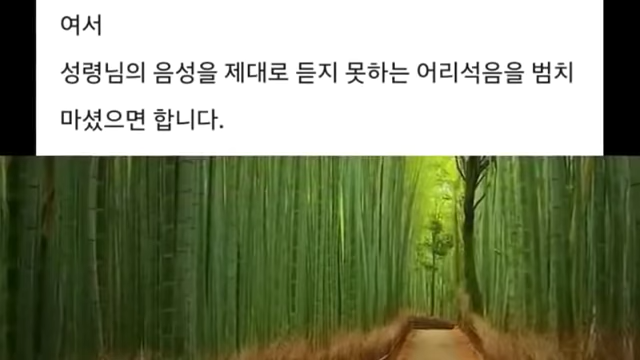 여서
성령님의 음성을 제대로 듣지 못하는 어리석음을 범치
마셨으면 합니다.